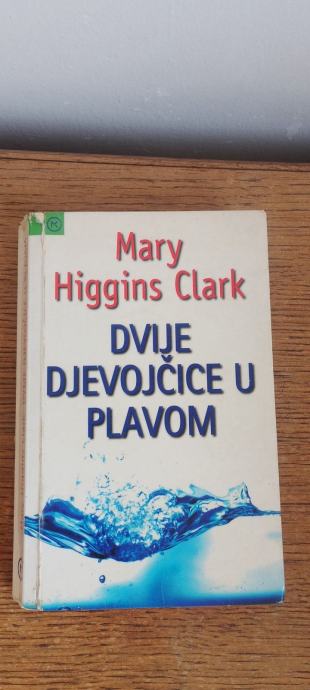 Mary
Higgins Clark
DVIJE
DJEVOJČICE U
PLAVOM